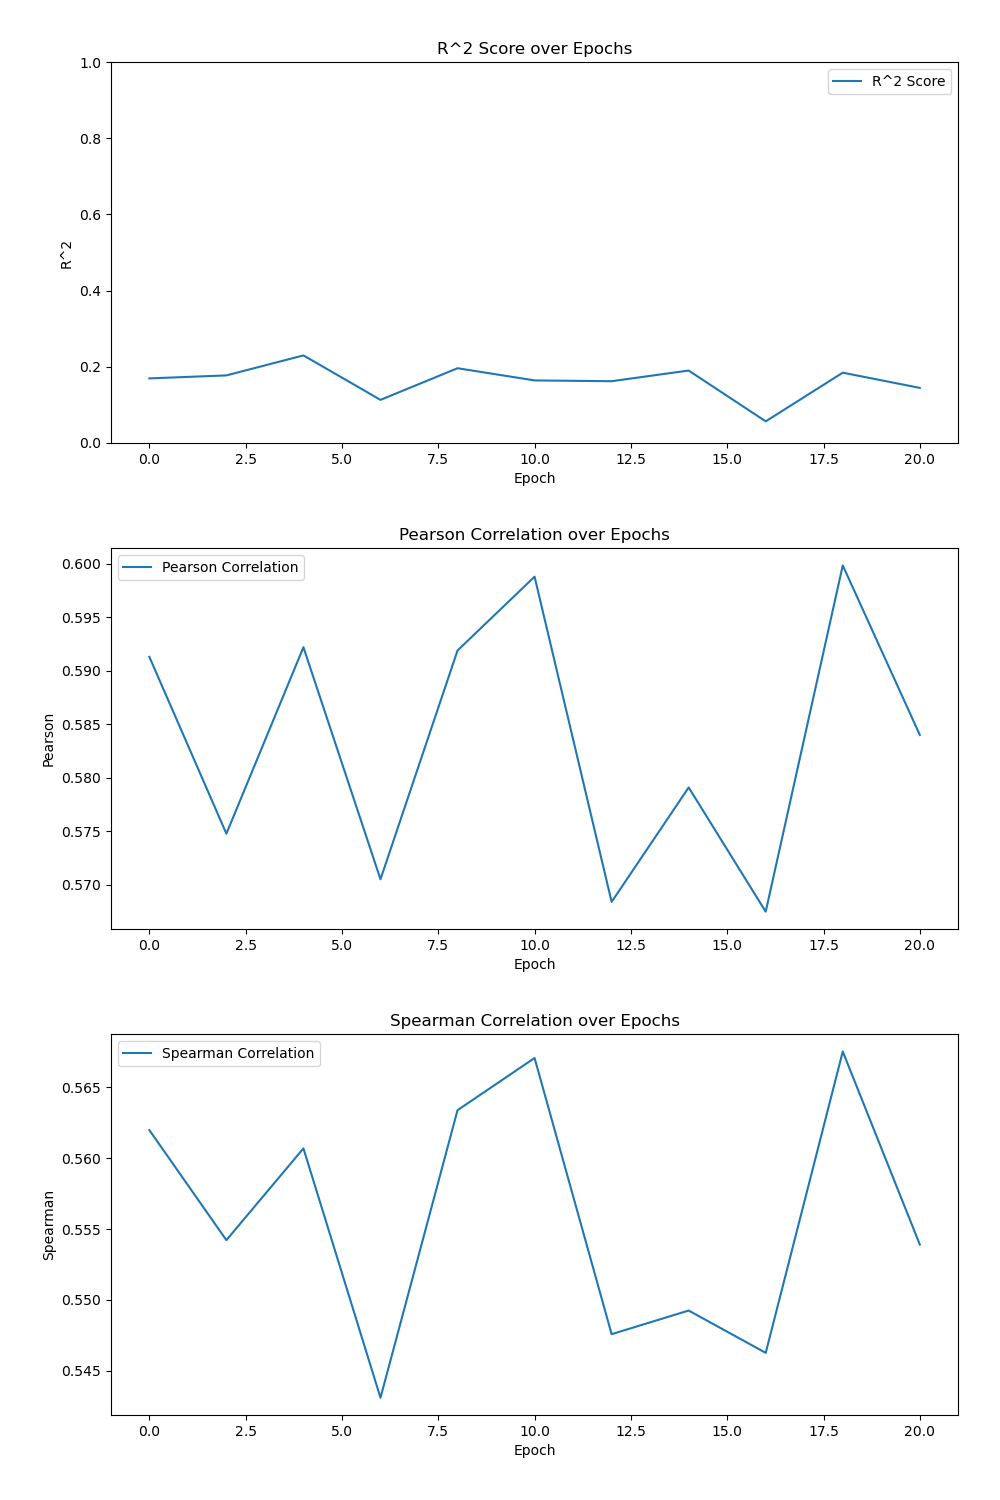 R^2 Score over Epochs
R^2 Score
1.0
0.8
0.6
0.4
0.2
0.0
R^2
0.0 2.5 5.0 7.5 10.0 12.5 15.0 17.5 20.0
Epoch
Pearson Correlation over Epochs
Pearson Correlation
0.600
0.595
0.590
0.585
0.580
0.575
0.570
Pearson
0.0 2.5 5.0 7.5 10.0 12.5 15.0 17.5 20.0
Epoch
Spearman Correlation over Epochs
Spearman Correlation
0.565
0.560
0.555
0.550
0.545
Spearman
0.0 2.5 5.0 7.5 10.0 12.5 15.0 17.5 20.0
Epoch